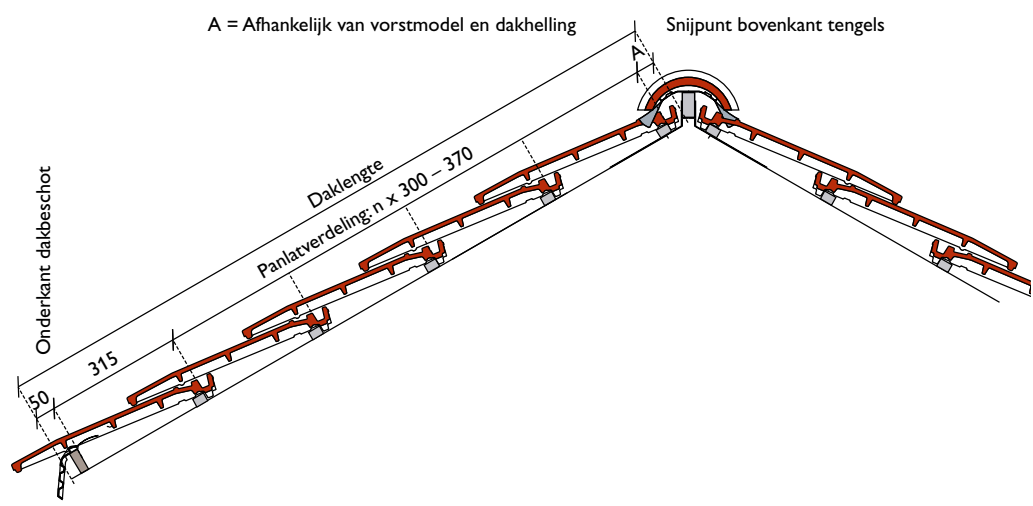 A = Afhankelijk van vorstmodel en dakhelling
Snijpunt bovenkant tengels
A
Daklengte
Panlatverdeling: n x 300 – 370
Onderkant dakbeschot
315
50